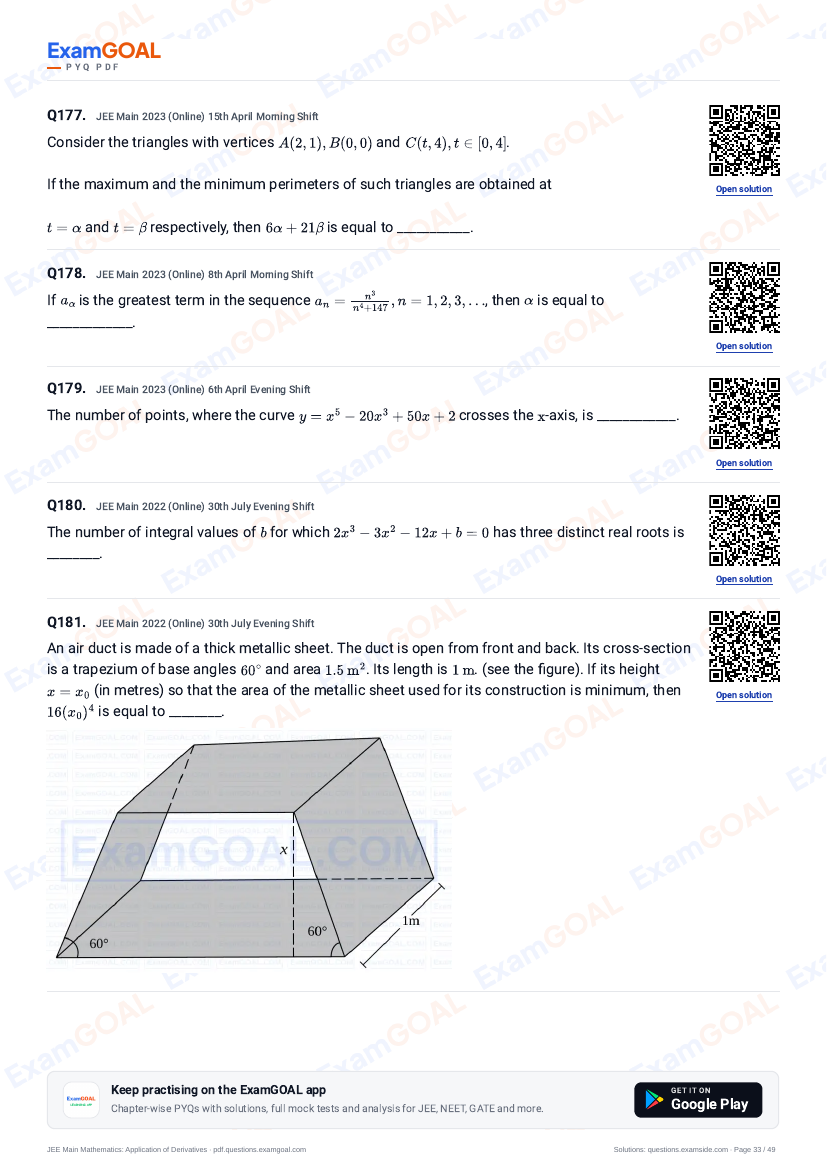 ExamGOAL
PYQ PDF
Q177. JEE Main 2023 (Online) 15th April Morning Shift
Consider the triangles with vertices A(2, 1), B(0, 0) and C(t, 4), t ∈ [0, 4].
If the maximum and the minimum perimeters of such triangles are obtained at
t = α and t = β respectively, then 6α + 21β is equal to ___________.
Open solution
Q178. JEE Main 2023 (Online) 8th April Morning Shift
If a_α is the greatest term in the sequence a_n = n^3/(n^4+147), n = 1, 2, 3, . . ., then α is equal to
_____________.
Open solution
Q179. JEE Main 2023 (Online) 6th April Evening Shift
The number of points, where the curve y = x^5 − 20x^3 + 50x + 2 crosses the x-axis, is ____________.
Open solution
Q180. JEE Main 2022 (Online) 30th July Evening Shift
The number of integral values of b for which 2x^3 − 3x^2 − 12x + b = 0 has three distinct real roots is
________.
Open solution
Q181. JEE Main 2022 (Online) 30th July Evening Shift
An air duct is made of a thick metallic sheet. The duct is open from front and back. Its cross-section
is a trapezium of base angles 60° and area 1.5 m². Its length is 1 m. (see the figure). If its height
x = x₀ (in metres) so that the area of the metallic sheet used for its construction is minimum, then
16(x₀)^4 is equal to ________.
Open solution
ExamGOAL.COM
x
60°
60°
1m
Keep practising on the ExamGOAL app
Chapter-wise PYQs with solutions, full mock tests and analysis for JEE, NEET, GATE and more.
GET IT ON
Google Play
JEE Main Mathematics: Application of Derivatives · pdf.questions.examgoal.com
Solutions: questions.examside.com · Page 33 / 49